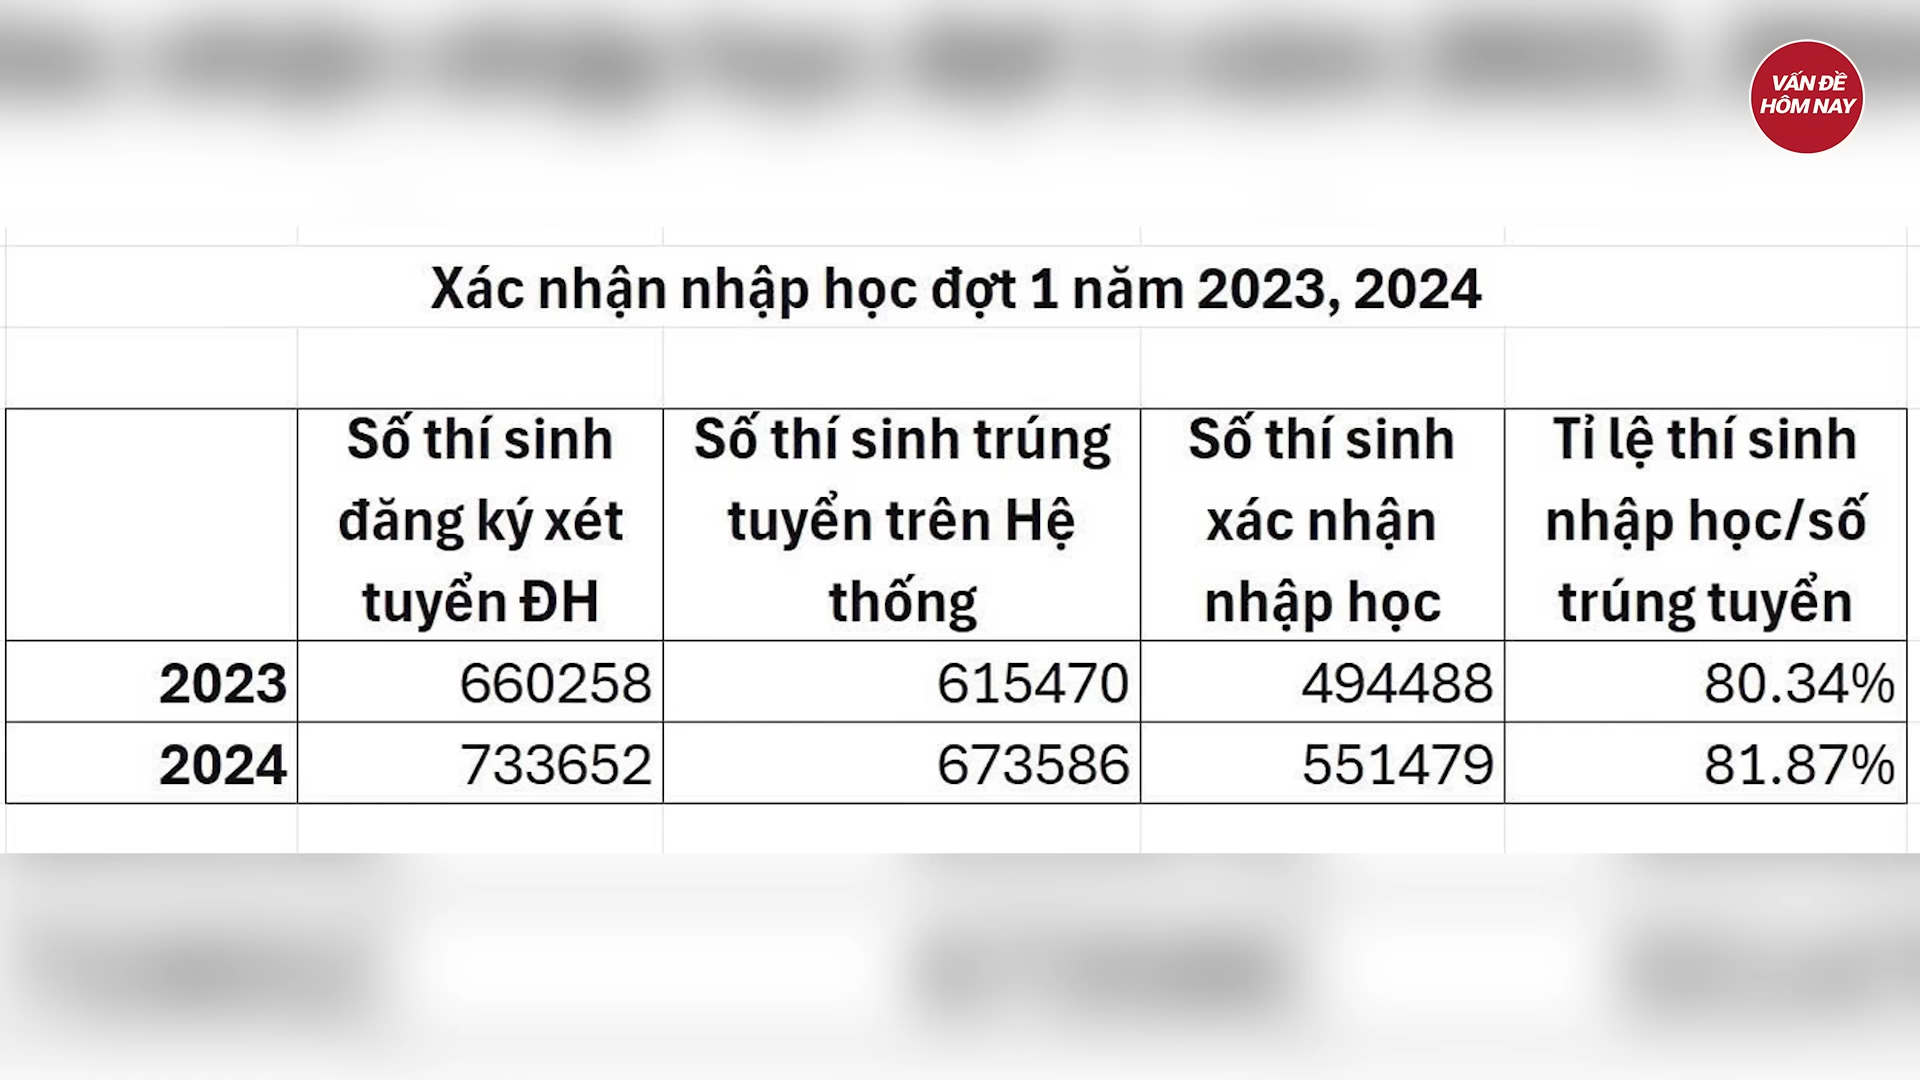 VẤN ĐỀ
HÔM NAY
Xác nhận nhập học đợt 1 năm 2023, 2024
Số thí sinh đăng ký xét tuyển ĐH
Số thí sinh trúng tuyển trên Hệ thống
Số thí sinh xác nhận nhập học
Tỉ lệ thí sinh nhập học/số trúng tuyển
2023 660258 615470 494488 80.34%
2024 733652 673586 551479 81.87%